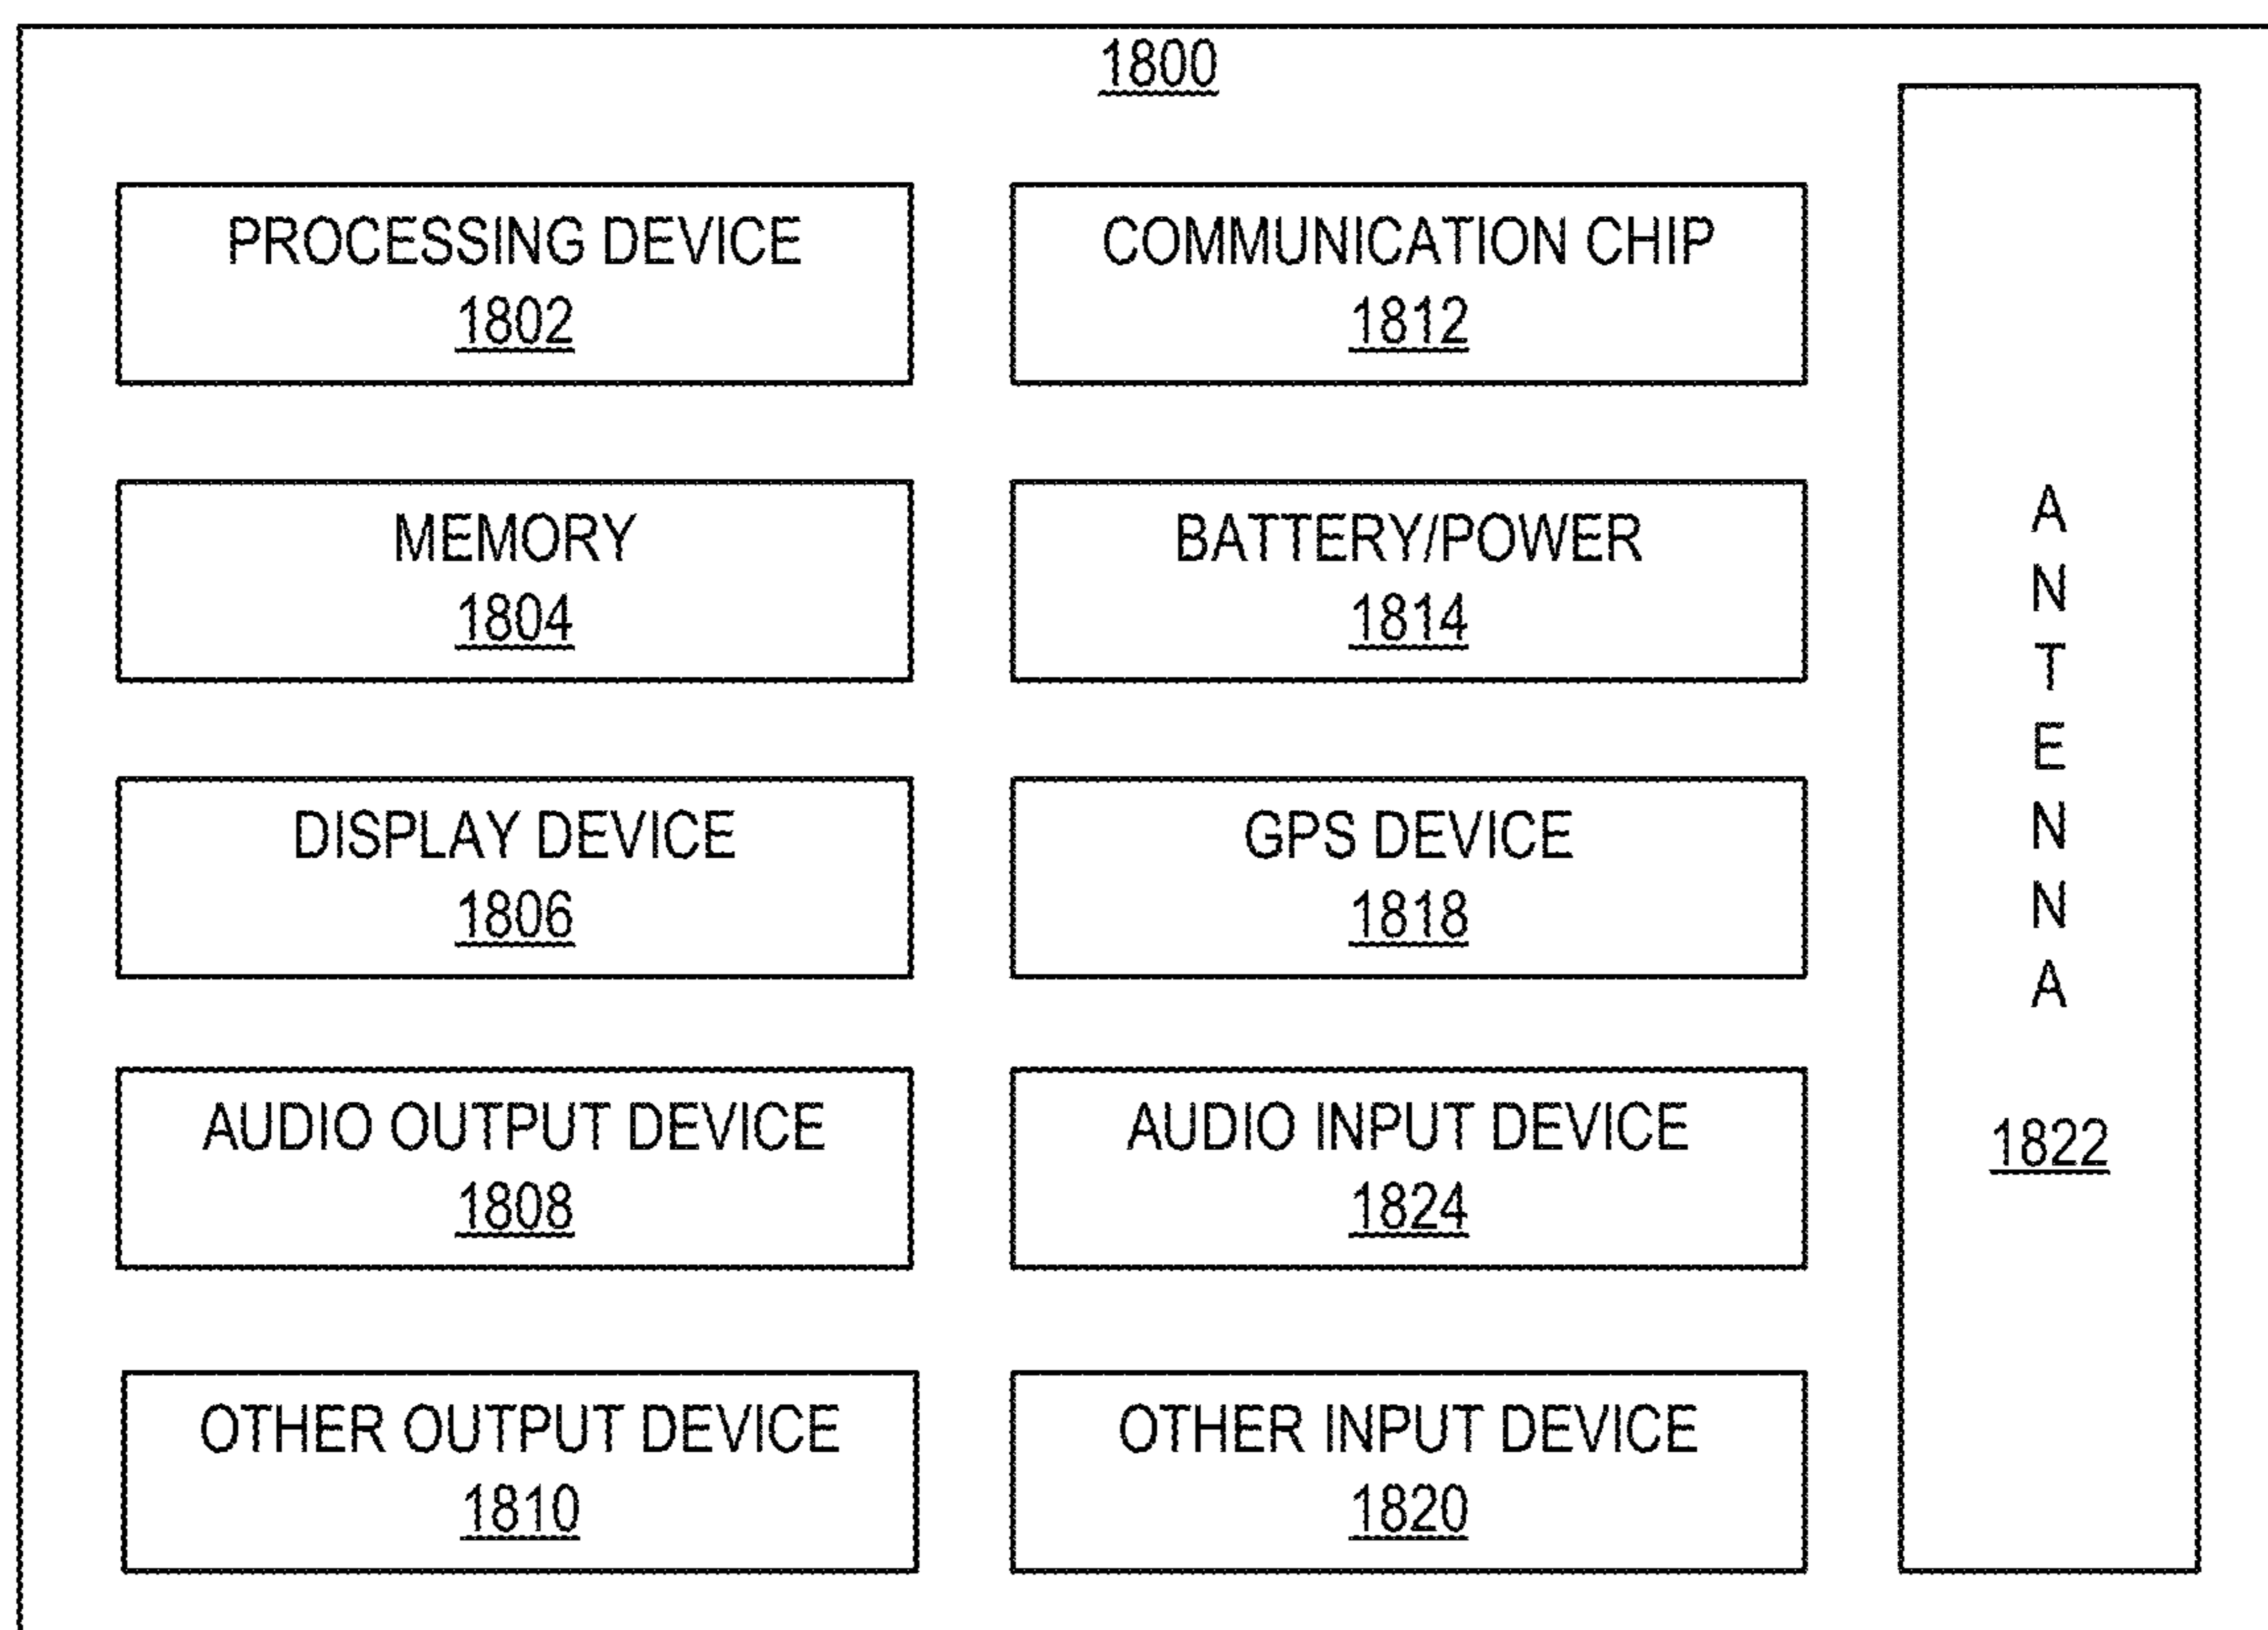 1800
PROCESSING DEVICE
1802
COMMUNICATION CHIP
1812
MEMORY
1804
BATTERY/POWER
1814
DISPLAY DEVICE
1806
GPS DEVICE
1818
AUDIO OUTPUT DEVICE
1808
AUDIO INPUT DEVICE
1824
OTHER OUTPUT DEVICE
1810
OTHER INPUT DEVICE
1820
ANTENNA
1822